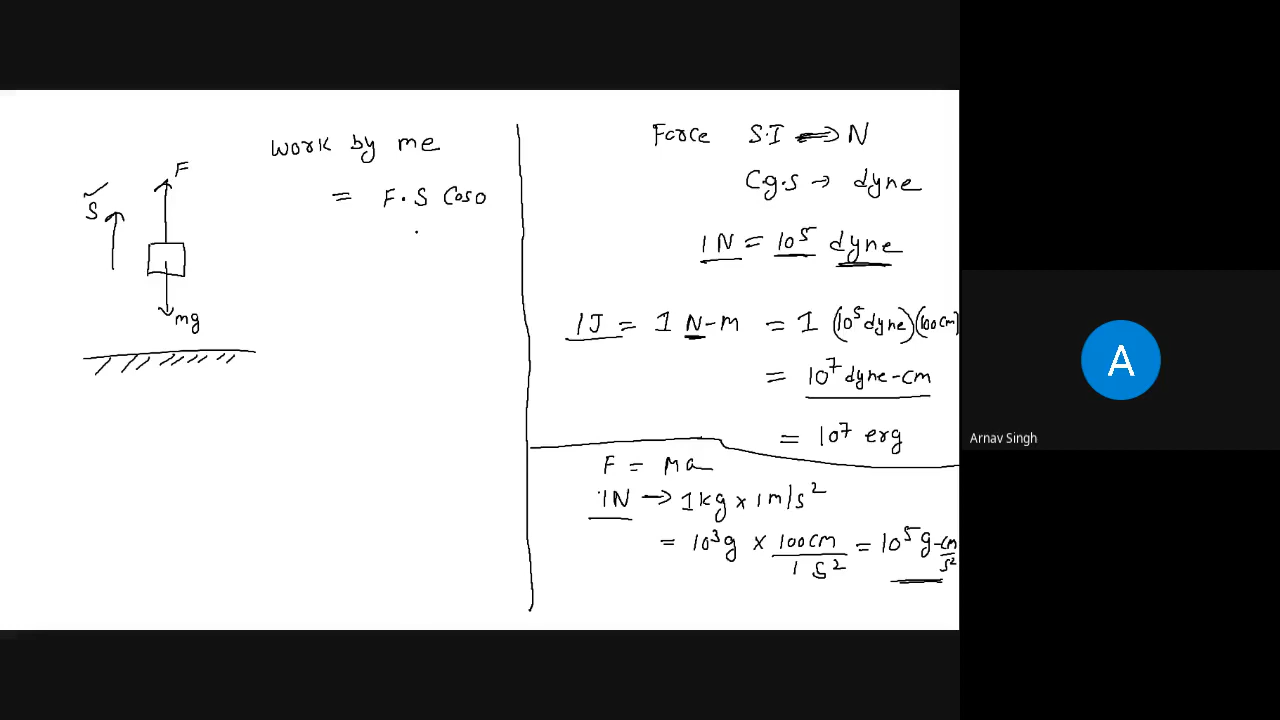 work by me
F
S
= F.S Cos0
mg
Force S.I ⟹ N
C.g.s → dyne
1N = 10⁵ dyne
1J = 1 N-m = 1 (10⁵ dyne)(100cm)
= 10⁷ dyne-cm
= 10⁷ erg
F = Ma
1N → 1kg x 1m/s²
= 10³g x 100cm/1 S² = 10⁵ g-cm/s²
A
Arnav Singh